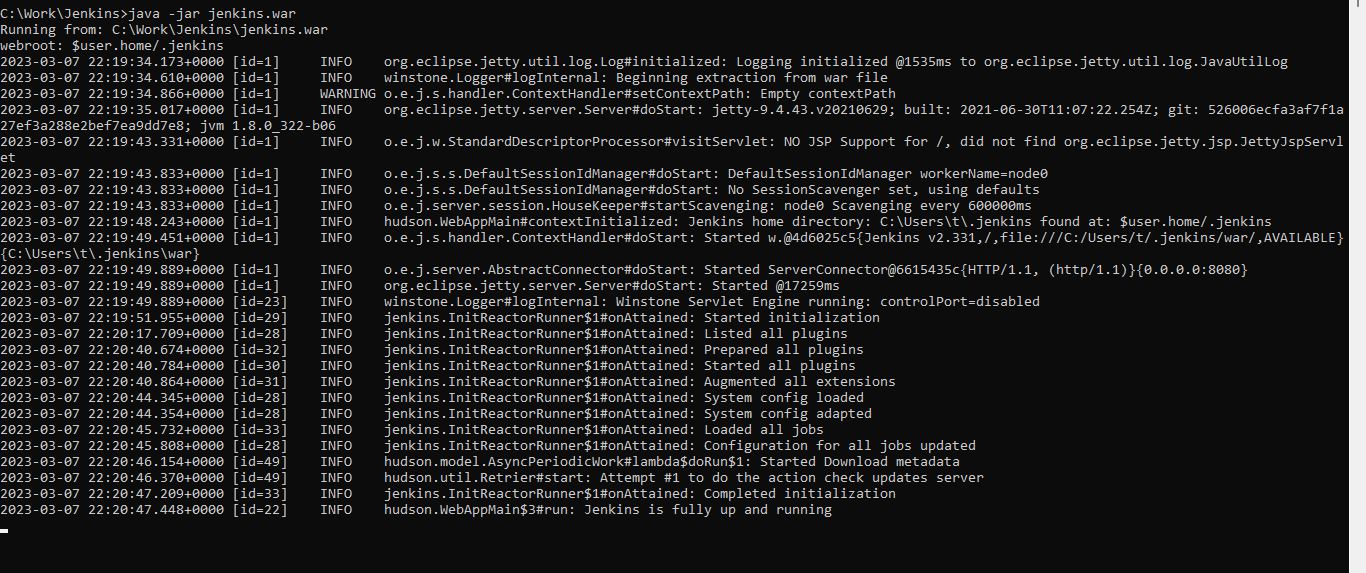 C:\Work\Jenkins>java -jar jenkins.war
Running from: C:\Work\Jenkins\jenkins.war
webroot: $user.home/.jenkins
2023-03-07 22:19:34.173+0000 [id=1]    INFO    org.eclipse.jetty.util.log.Log#initialized: Logging initialized @1535ms to org.eclipse.jetty.util.log.JavaUtilLog
2023-03-07 22:19:34.610+0000 [id=1]    INFO    winstone.Logger#logInternal: Beginning extraction from war file
2023-03-07 22:19:34.866+0000 [id=1]    WARNING o.e.j.s.handler.ContextHandler#setContextPath: Empty contextPath
2023-03-07 22:19:35.017+0000 [id=1]    INFO    org.eclipse.jetty.server.Server#doStart: jetty-9.4.43.v20210629; built: 2021-06-30T11:07:22.254Z; git: 526006ecfa3af7f1a
27ef3a288e2bef7ea9dd7e8; jvm 1.8.0_322-b06
2023-03-07 22:19:43.331+0000 [id=1]    INFO    o.e.j.w.StandardDescriptorProcessor#visitServlet: NO JSP Support for /, did not find org.eclipse.jetty.jsp.JettyJspServl
et
2023-03-07 22:19:43.833+0000 [id=1]    INFO    o.e.j.s.s.DefaultSessionIdManager#doStart: DefaultSessionIdManager workerName=node0
2023-03-07 22:19:43.833+0000 [id=1]    INFO    o.e.j.s.s.DefaultSessionIdManager#doStart: No SessionScavenger set, using defaults
2023-03-07 22:19:43.833+0000 [id=1]    INFO    o.e.j.server.session.HouseKeeper#startScavenging: node0 Scavenging every 600000ms
2023-03-07 22:19:48.243+0000 [id=1]    INFO    hudson.WebAppMain#contextInitialized: Jenkins home directory: C:\Users\t\.jenkins found at: $user.home/.jenkins
2023-03-07 22:19:49.451+0000 [id=1]    INFO    o.e.j.s.handler.ContextHandler#doStart: Started w.@4d6025c5{Jenkins v2.331,/,file:///C:/Users/t/.jenkins/war/,AVAILABLE}
{C:\Users\t\.jenkins\war}
2023-03-07 22:19:49.889+0000 [id=1]    INFO    o.e.j.server.AbstractConnector#doStart: Started ServerConnector@6615435c{HTTP/1.1, (http/1.1)}{0.0.0.0:8080}
2023-03-07 22:19:49.889+0000 [id=1]    INFO    org.eclipse.jetty.server.Server#doStart: Started @17259ms
2023-03-07 22:19:49.889+0000 [id=23]    INFO    winstone.Logger#logInternal: Winstone Servlet Engine running: controlPort=disabled
2023-03-07 22:19:51.955+0000 [id=29]    INFO    jenkins.InitReactorRunner$1#onAttained: Started initialization
2023-03-07 22:20:17.709+0000 [id=28]    INFO    jenkins.InitReactorRunner$1#onAttained: Listed all plugins
2023-03-07 22:20:40.674+0000 [id=32]    INFO    jenkins.InitReactorRunner$1#onAttained: Prepared all plugins
2023-03-07 22:20:40.784+0000 [id=30]    INFO    jenkins.InitReactorRunner$1#onAttained: Started all plugins
2023-03-07 22:20:40.864+0000 [id=31]    INFO    jenkins.InitReactorRunner$1#onAttained: Augmented all extensions
2023-03-07 22:20:44.345+0000 [id=28]    INFO    jenkins.InitReactorRunner$1#onAttained: System config loaded
2023-03-07 22:20:44.354+0000 [id=28]    INFO    jenkins.InitReactorRunner$1#onAttained: System config adapted
2023-03-07 22:20:45.732+0000 [id=33]    INFO    jenkins.InitReactorRunner$1#onAttained: Loaded all jobs
2023-03-07 22:20:45.808+0000 [id=28]    INFO    jenkins.InitReactorRunner$1#onAttained: Configuration for all jobs updated
2023-03-07 22:20:46.154+0000 [id=49]    INFO    hudson.model.AsyncPeriodicWork#lambda$doRun$1: Started Download metadata
2023-03-07 22:20:46.370+0000 [id=49]    INFO    hudson.util.Retrier#start: Attempt #1 to do the action check updates server
2023-03-07 22:20:47.209+0000 [id=33]    INFO    jenkins.InitReactorRunner$1#onAttained: Completed initialization
2023-03-07 22:20:47.448+0000 [id=22]    INFO    hudson.WebAppMain$3#run: Jenkins is fully up and running